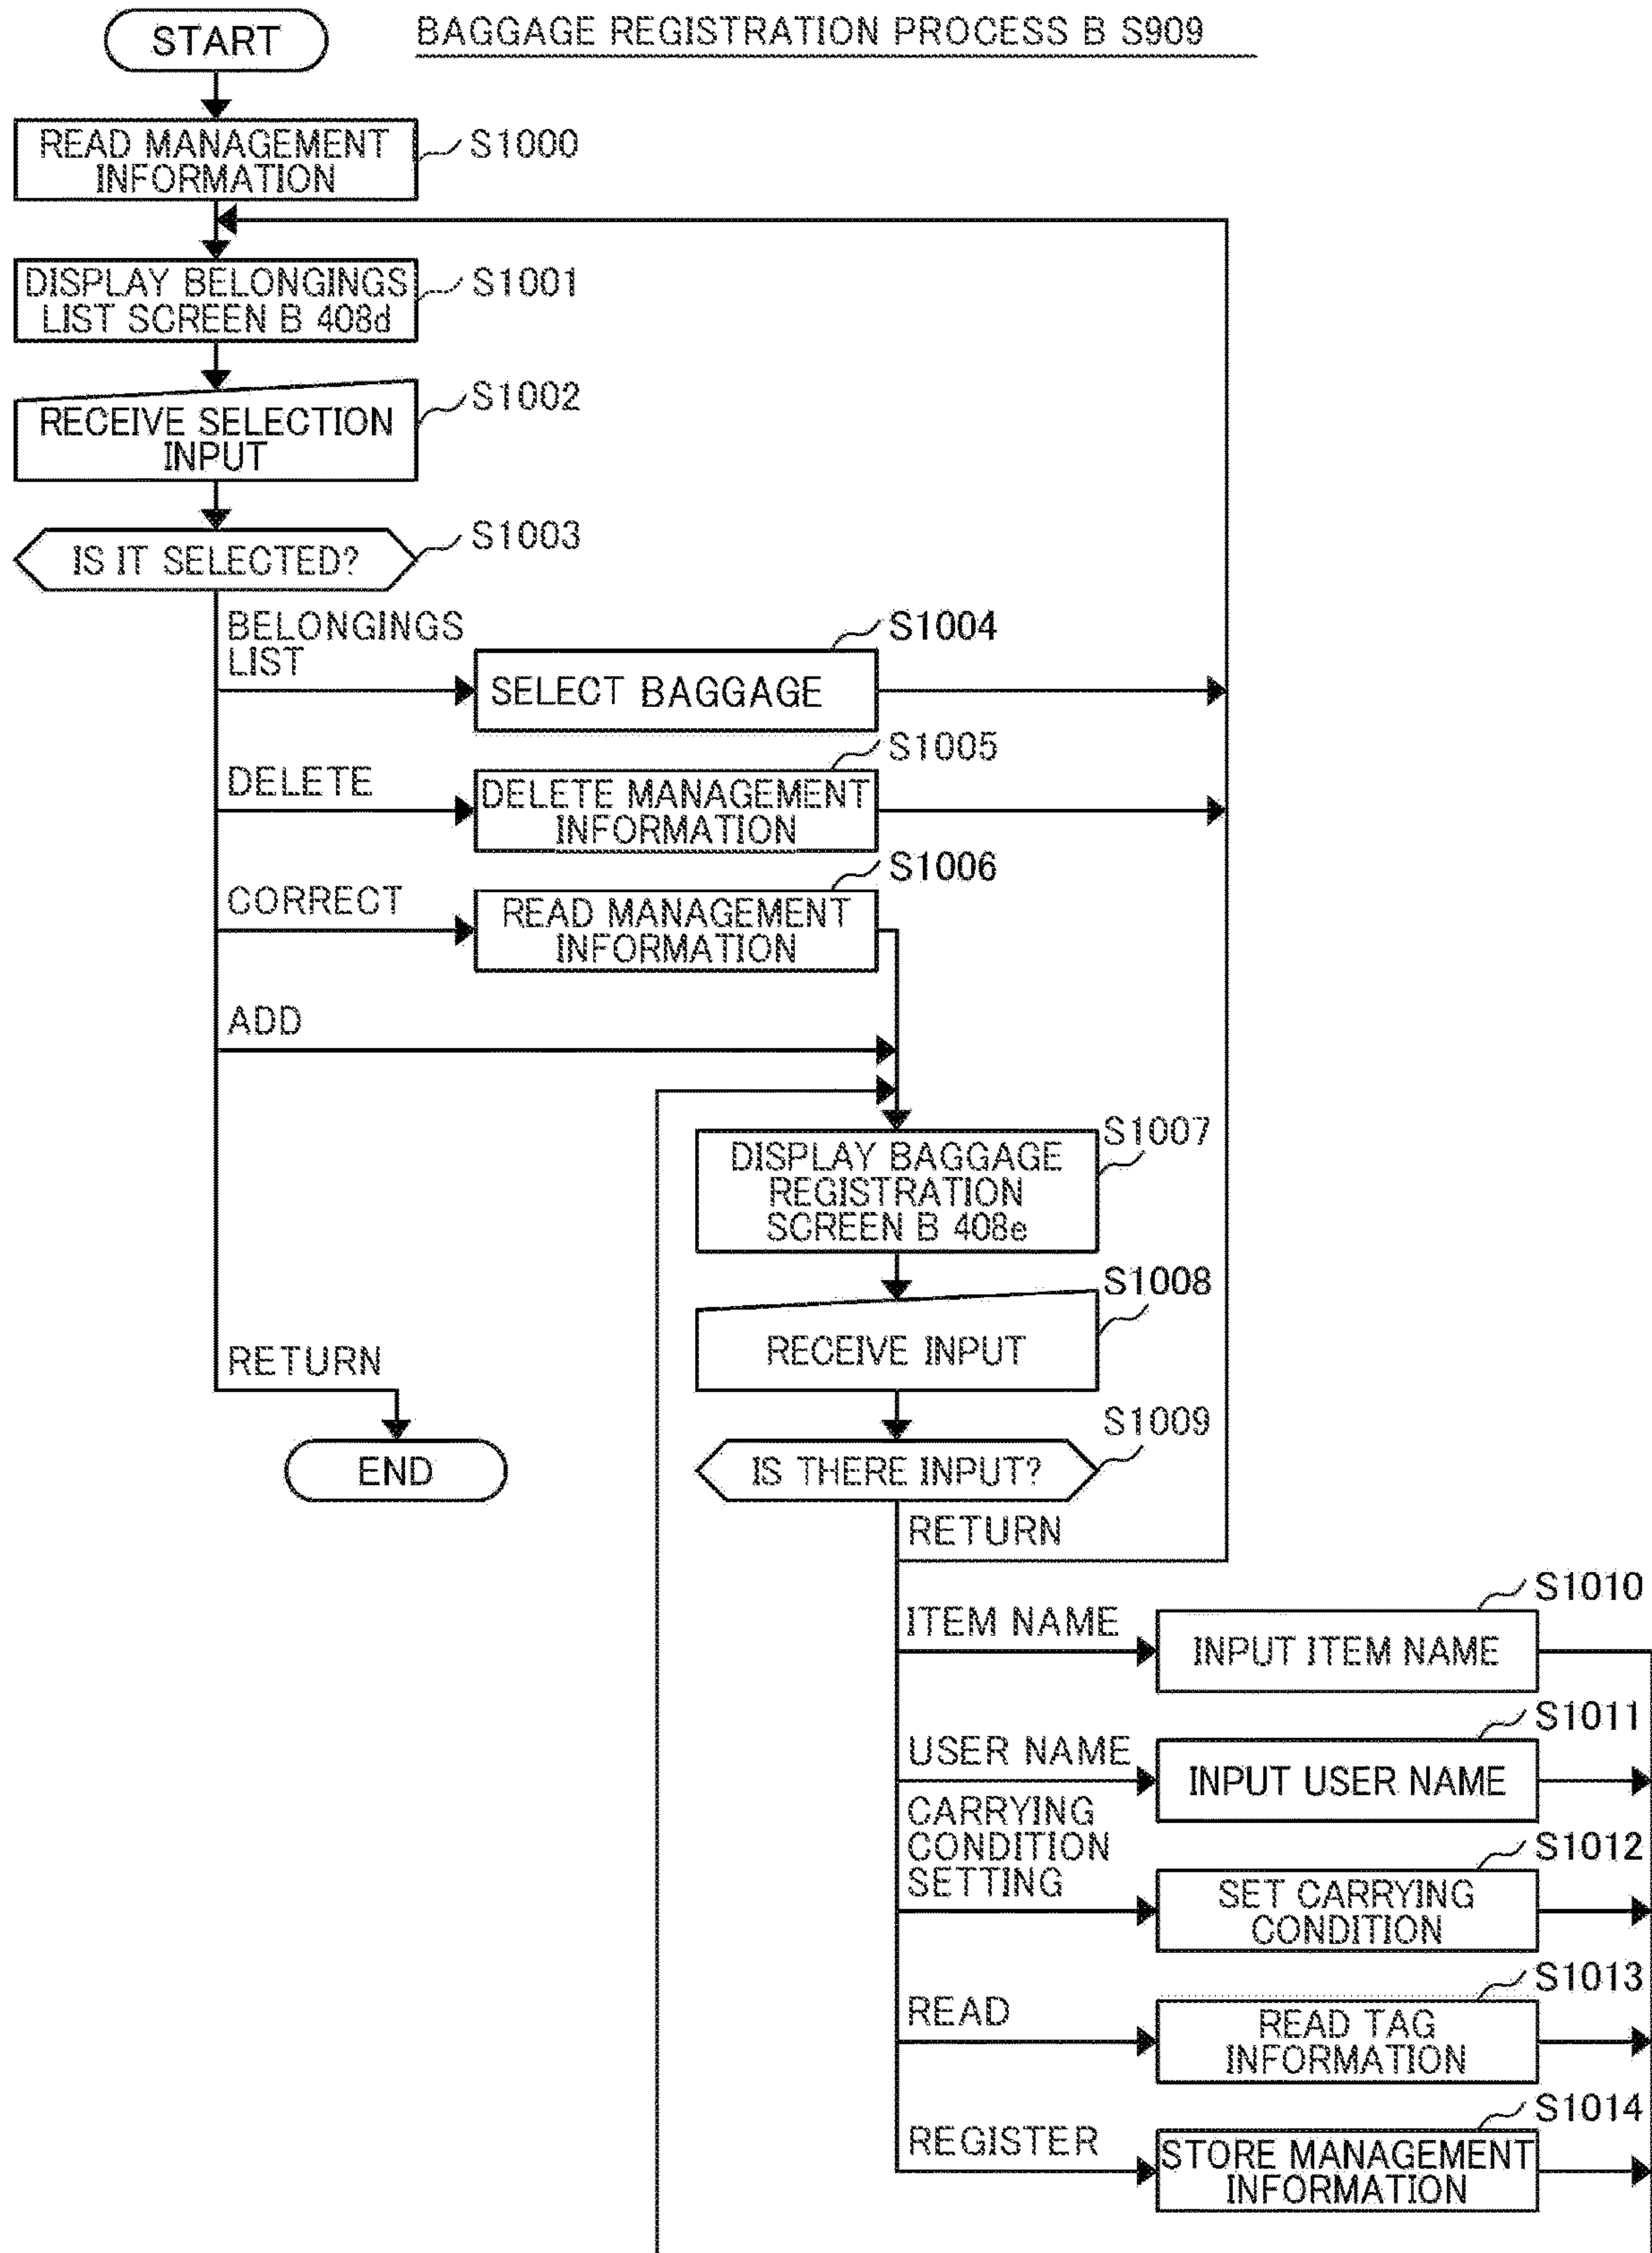 START
BAGGAGE REGISTRATION PROCESS B S909
READ MANAGEMENT
INFORMATION
S1000
DISPLAY BELONGINGS
LIST SCREEN B 408d
S1001
RECEIVE SELECTION
INPUT
S1002
IS IT SELECTED?
S1003
BELONGINGS
LIST
SELECT BAGGAGE
S1004
DELETE
DELETE MANAGEMENT
INFORMATION
S1005
CORRECT
READ MANAGEMENT
INFORMATION
S1006
ADD
DISPLAY BAGGAGE
REGISTRATION
SCREEN B 408e
S1007
RECEIVE INPUT
S1008
RETURN
END
IS THERE INPUT?
S1009
RETURN
ITEM NAME
INPUT ITEM NAME
S1010
USER NAME
INPUT USER NAME
S1011
CARRYING
CONDITION
SETTING
SET CARRYING
CONDITION
S1012
READ
READ TAG
INFORMATION
S1013
REGISTER
STORE MANAGEMENT
INFORMATION
S1014